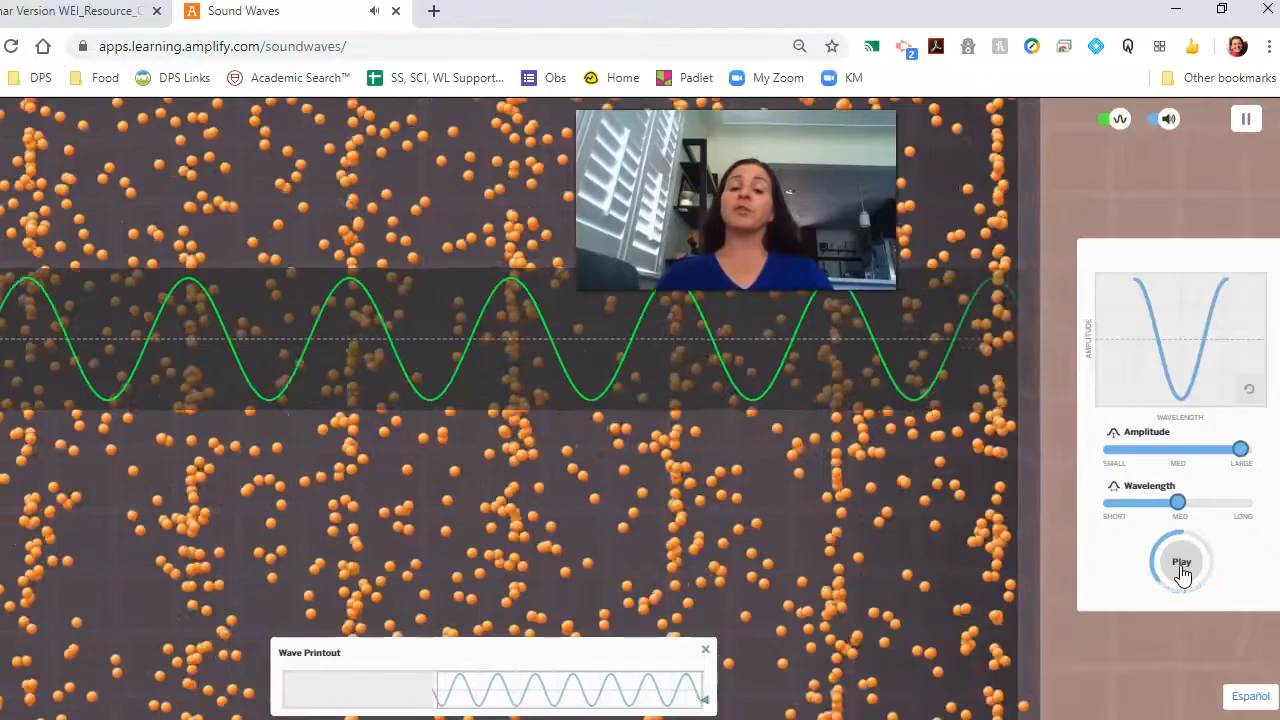 nar Version WEI_Resource_
Sound Waves
apps.learning.amplify.com/soundwaves/
2
DPS
Food
DPS Links
Academic Search™
SS, SCI, WL Support...
Obs
Home
Padlet
My Zoom
KM
Other Bookmarks
AMPLITUDE
WAVELENGTH
Amplitude
SMALL MED LARGE
Wavelength
SHORT MED LONG
Play
Wave Printout
Español